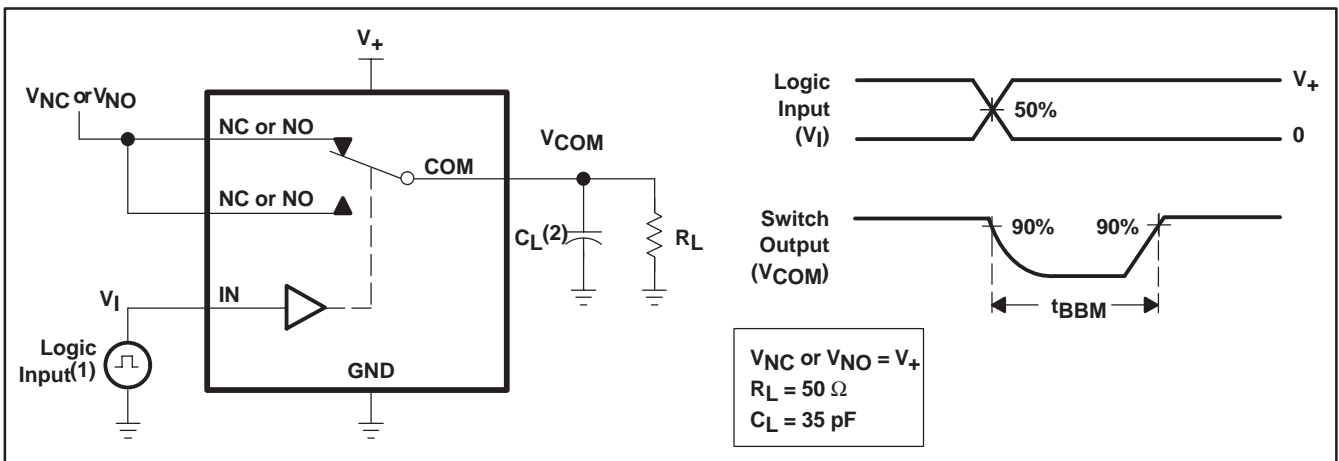 V+
VNC or VNO
NC or NO
VCOM
COM
NC or NO
CL(2)
RL
VI
IN
Logic
Input(1)
GND
Logic
Input
(VI)
V+
50%
0
Switch
Output
(VCOM)
90%
90%
tBBM
VNC or VNO = V+
RL = 50 Ω
CL = 35 pF